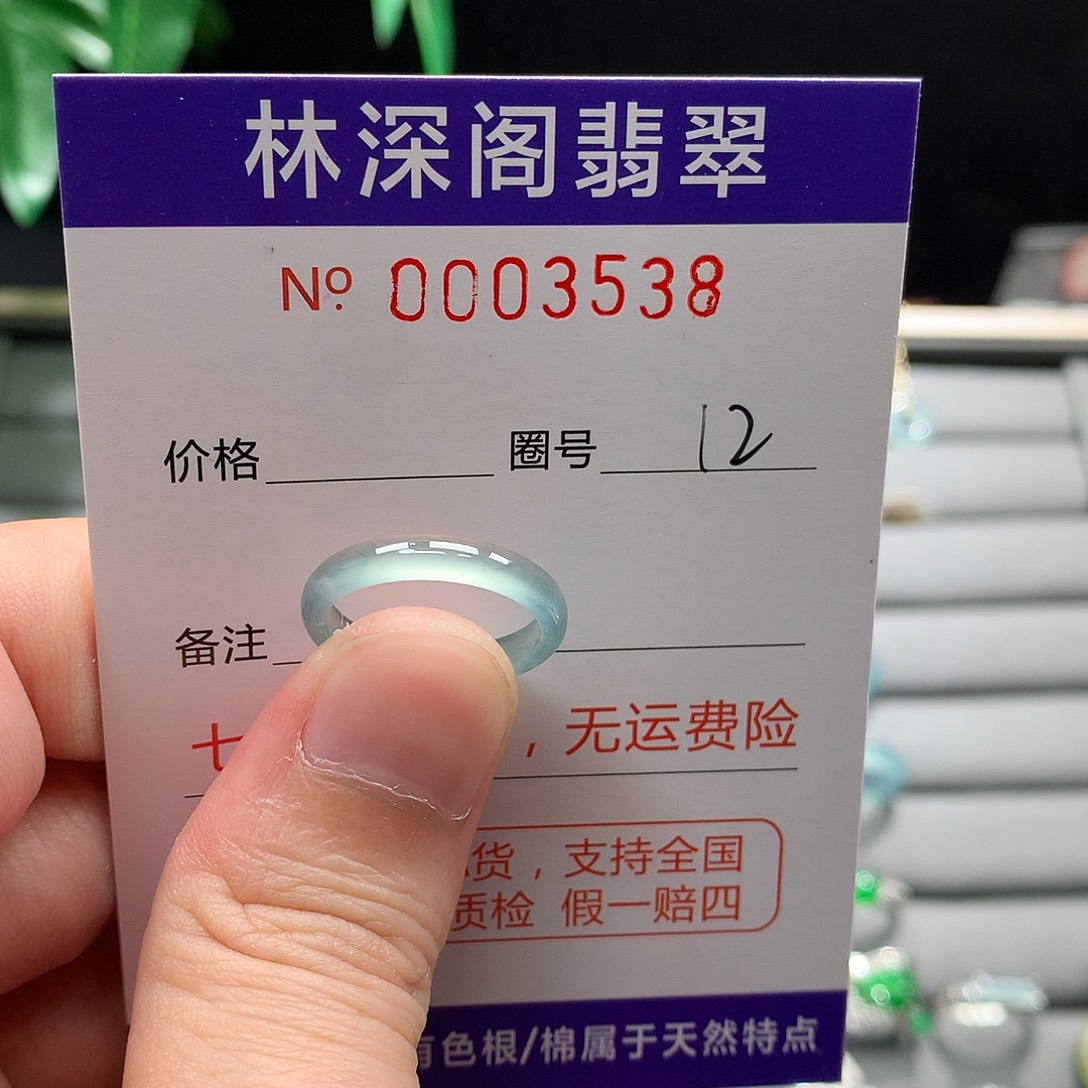 林深阁翡翠
Nº 0003538
价格 圈号 12
备注
七 ，无运费险
货，支持全国
质检 假一赔四
有色根/棉属于天然特点